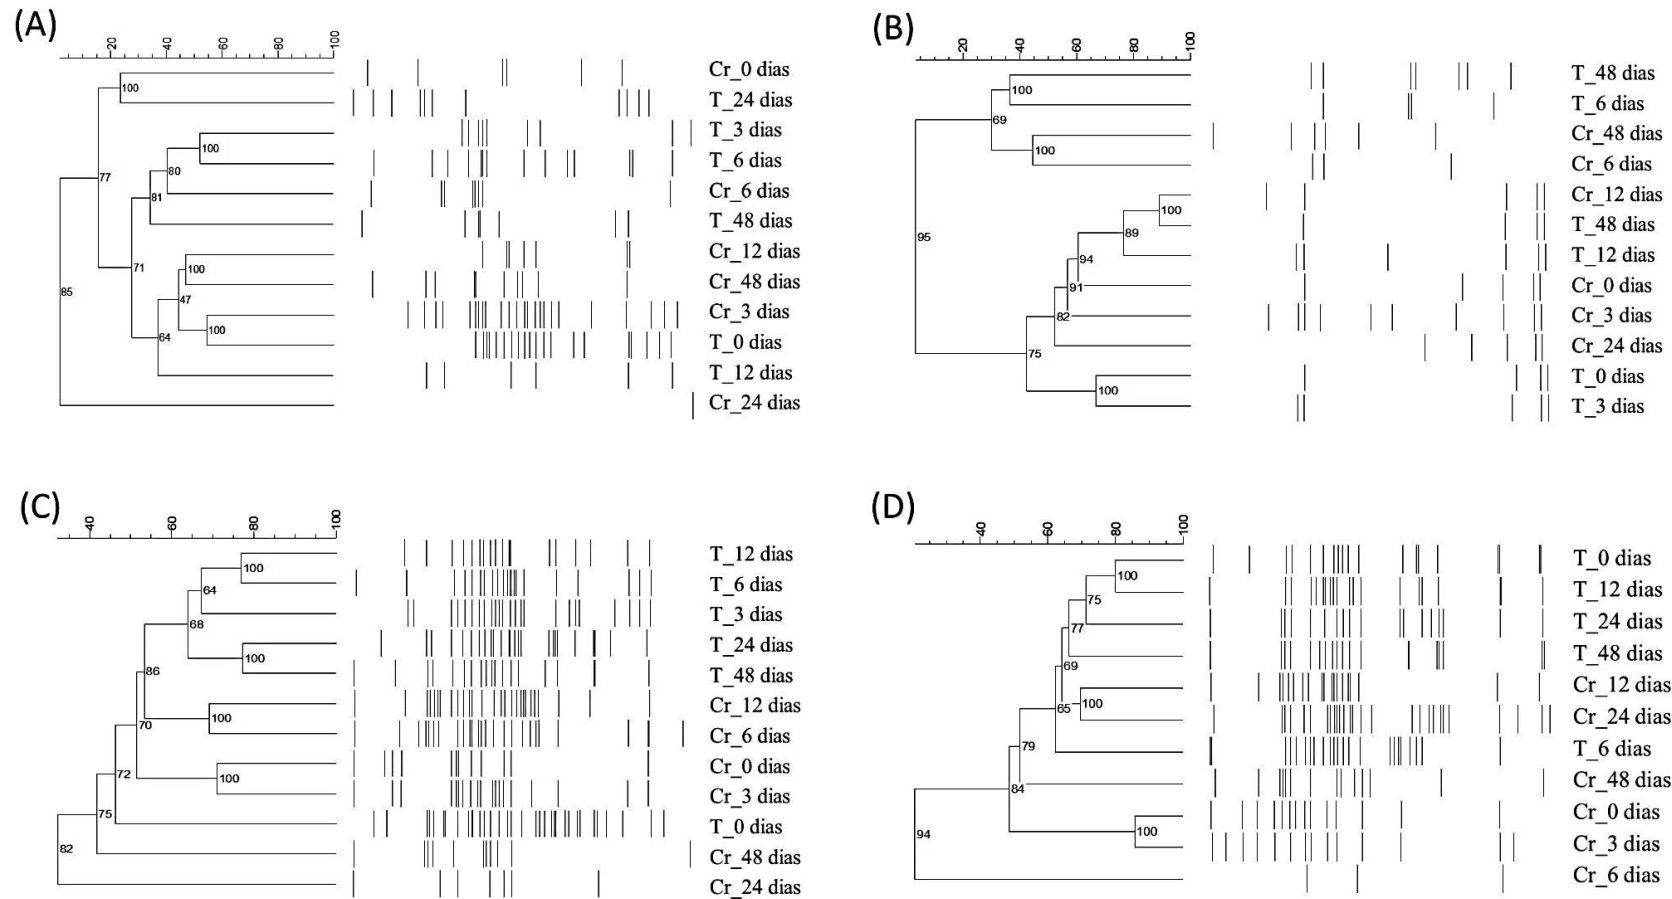 (A)
20 40 60 80 100
Cr_0 dias
100
T_24 dias
T_3 dias
100
T_6 dias
80
77
Cr_6 dias
81
T_48 dias
Cr_12 dias
71
100
Cr_48 dias
85
47
Cr_3 dias
100
64
T_0 dias
T_12 dias
Cr_24 dias
(B)
20 40 60 80 100
T_48 dias
100
T_6 dias
69
Cr_48 dias
100
Cr_6 dias
Cr_12 dias
100
T_48 dias
95
89
T_12 dias
94
Cr_0 dias
91
Cr_3 dias
82
Cr_24 dias
75
T_0 dias
100
T_3 dias
(C)
40 60 80 100
T_12 dias
100
T_6 dias
64
T_3 dias
68
T_24 dias
100
86
T_48 dias
Cr_12 dias
100
70
Cr_6 dias
Cr_0 dias
72
100
Cr_3 dias
75
T_0 dias
82
Cr_48 dias
Cr_24 dias
(D)
40 60 80 100
T_0 dias
100
T_12 dias
75
T_24 dias
77
T_48 dias
69
Cr_12 dias
65
100
Cr_24 dias
79
T_6 dias
84
Cr_48 dias
Cr_0 dias
94
100
Cr_3 dias
Cr_6 dias